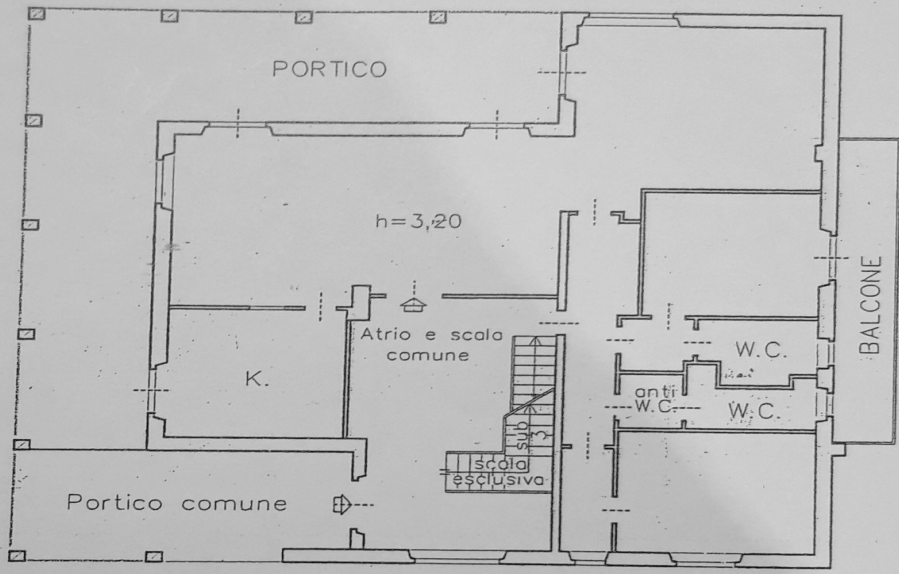 PORTICO
h=3,20
BALCONE
Atrio e scala
comune
W.C.
K.
anti
W.C.
W.C.
sub
3
scala
esclusiva
Portico comune